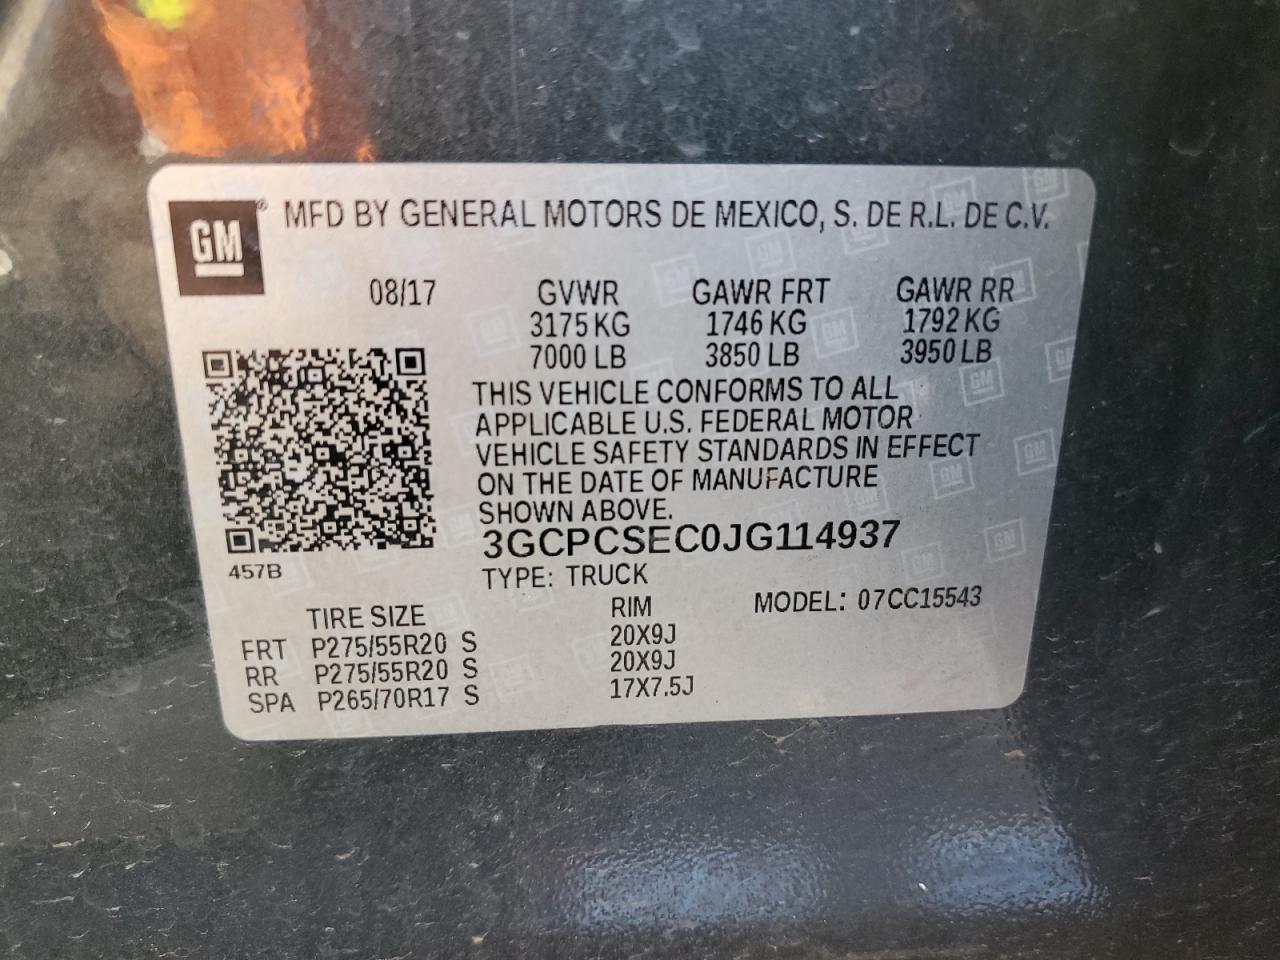 GM® MFD BY GENERAL MOTORS DE MEXICO, S. DE R.L. DE C.V.
08/17 GVWR GAWR FRT GAWR RR
3175 KG 1746 KG 1792 KG
7000 LB 3850 LB 3950 LB
THIS VEHICLE CONFORMS TO ALL
APPLICABLE U.S. FEDERAL MOTOR
VEHICLE SAFETY STANDARDS IN EFFECT
ON THE DATE OF MANUFACTURE
SHOWN ABOVE.
3GCPCSEC0JG114937
457B
TYPE: TRUCK
TIRE SIZE RIM MODEL: 07CC15543
FRT P275/55R20 S 20X9J
RR P275/55R20 S 20X9J
SPA P265/70R17 S 17X7.5J